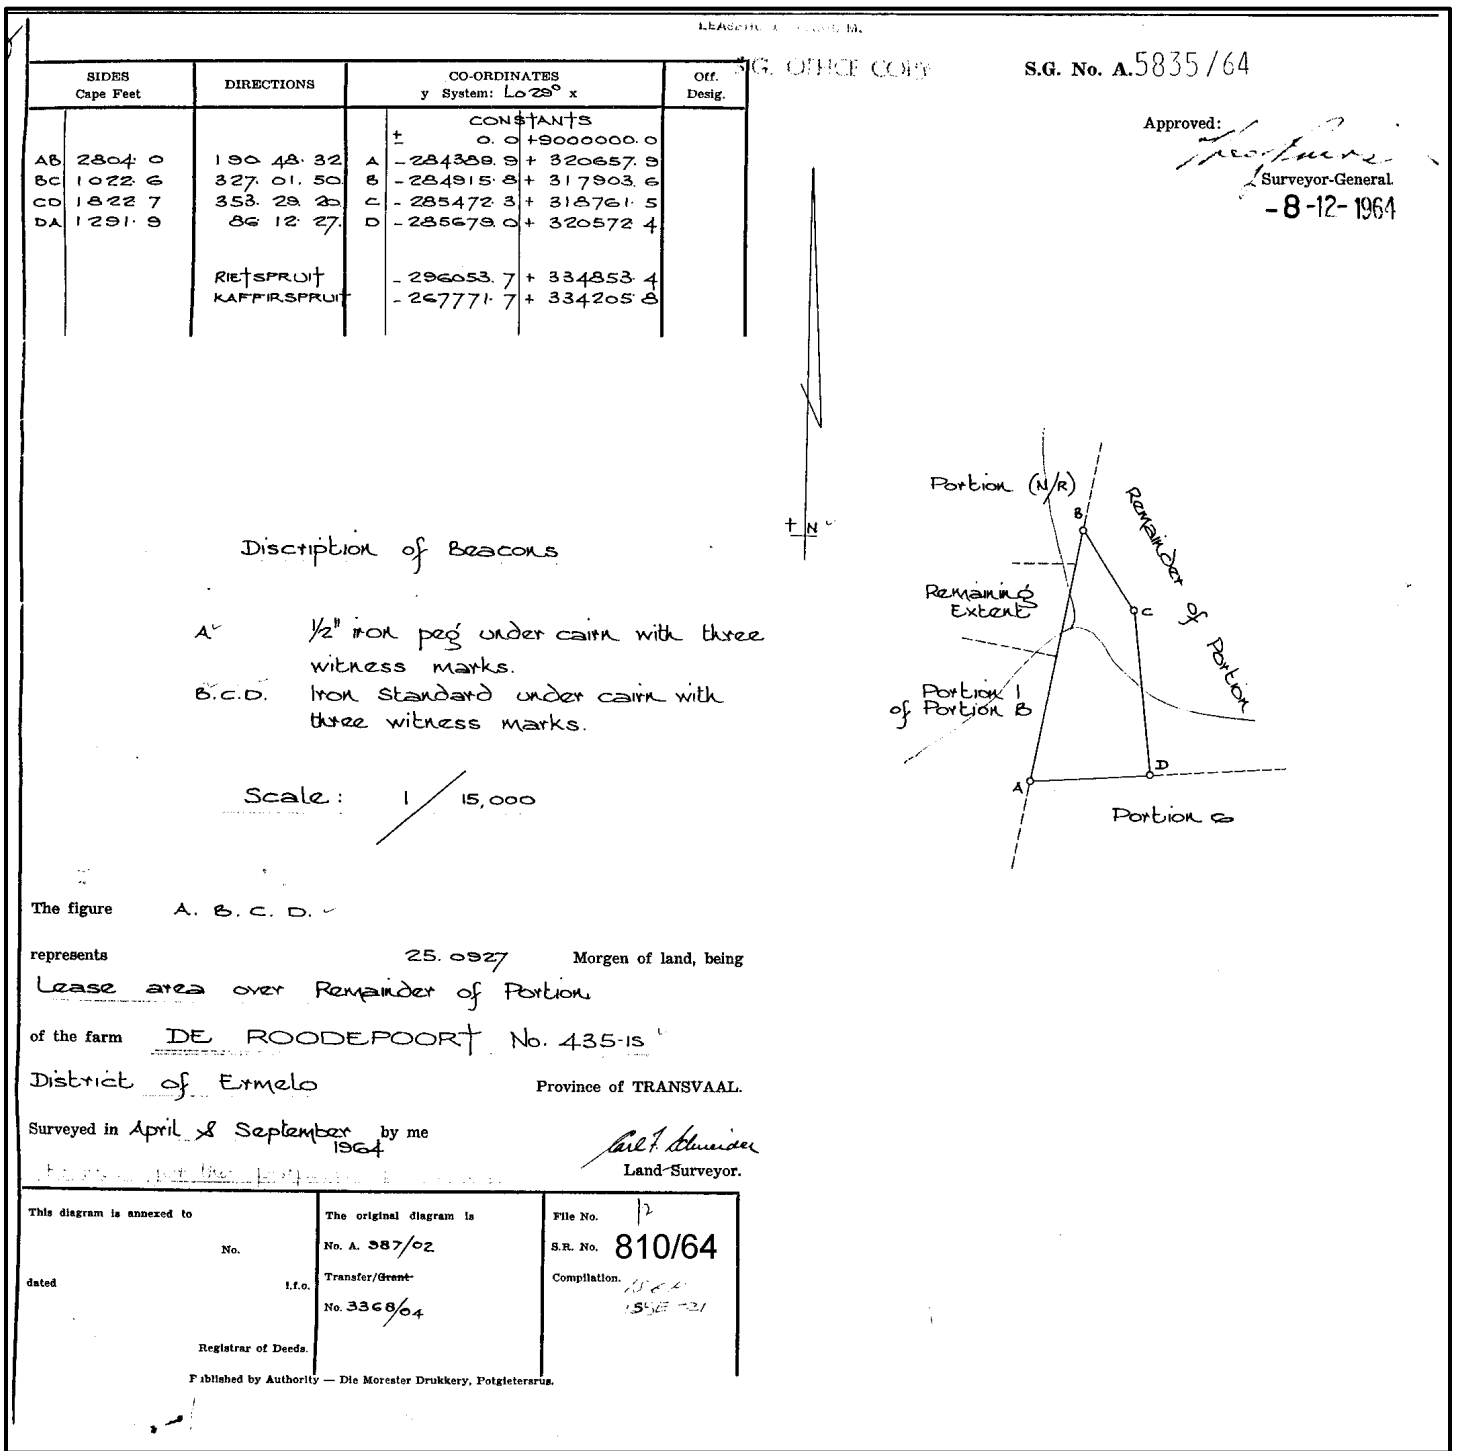 S.G. OFFICE COPY
S.G. No. A.5835/64
Approved:
Surveyor-General.
-8-12-1964
SIDES
Cape Feet
DIRECTIONS
CO-ORDINATES
y System: Lo 29° x
Off.
Desig.
CONSTANTS
± 0. 0 +9000000. 0
AB 2804. 0 190 48. 32 A - 284389. 9 + 320657. 9
BC 1022. 6 327. 01. 50. B - 284915. 8 + 317903. 6
CD 1822 7 353. 29. 20. C - 285472. 3 + 318761. 5
DA 1291. 9 86 12. 27. D - 285679. 0 + 320572 4
RIETSPRUIT - 296053. 7 + 334853. 4
KAFFIRSPRUIT - 267771. 7 + 334205 8
+ N
Portion (N/R)
B
Remainder of Portion
Remaining
Extent
C
Portion 1
of Portion B
D
A
Portion 8
Discription of Beacons
A 1/2" iron peg under cairn with three
witness marks.
B.C.D. Iron Standard under cairn with
three witness marks.
Scale: 1/15,000
The figure A. B. C. D.
represents 25.0927 Morgen of land, being
Lease area over Remainder of Portion
of the farm DE ROODEPOORT No. 435-IS
District of Ermelo Province of TRANSVAAL.
Surveyed in April & September 1964 by me
Carl F. Schneider
Land-Surveyor.
This diagram is annexed to
No.
dated i.f.o.
Registrar of Deeds.
The original diagram is
No. A. 387/02
Transfer/Grant
No. 3368/04
File No. 12
S.R. No. 810/64
Compilation.
Published by Authority — Die Morester Drukkery, Potgietersrus.